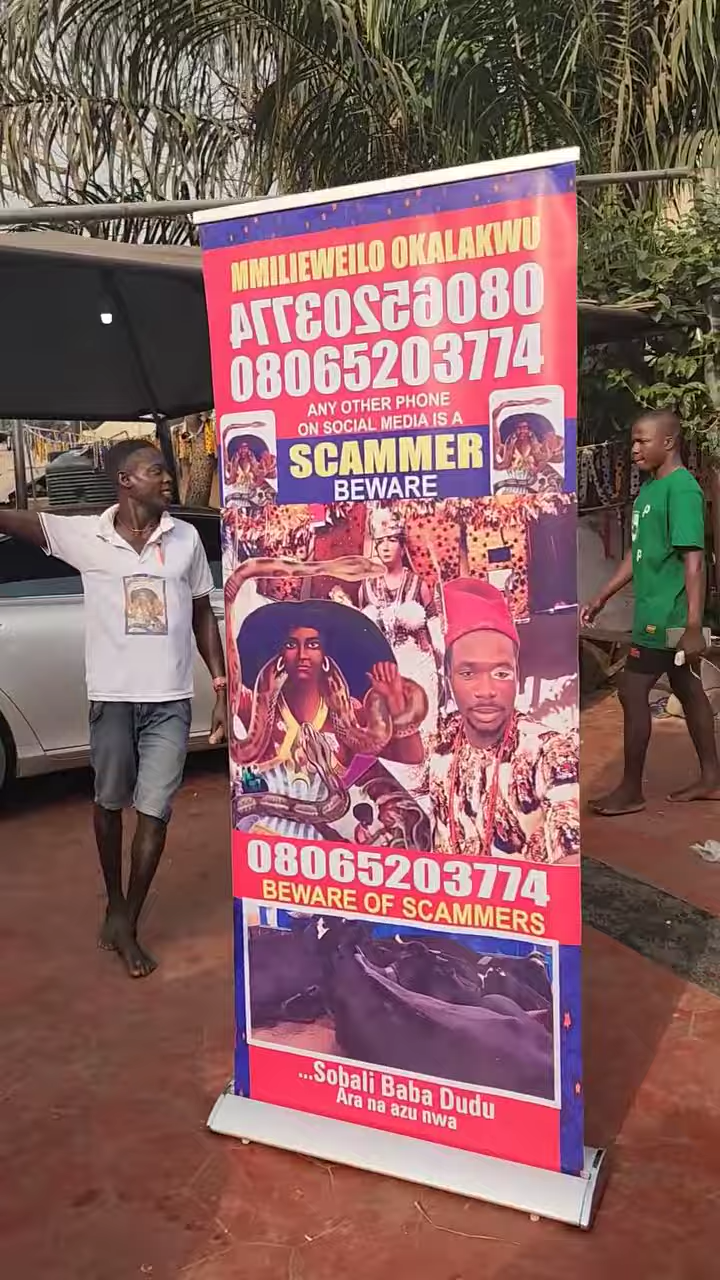 MMILIEWEILO OKALAKWU
08065203774
08065203774
ANY OTHER PHONE
ON SOCIAL MEDIA IS A
SCAMMER
BEWARE
08065203774
BEWARE OF SCAMMERS
...Sobali Baba Dudu
Ara na azu nwa
P
P